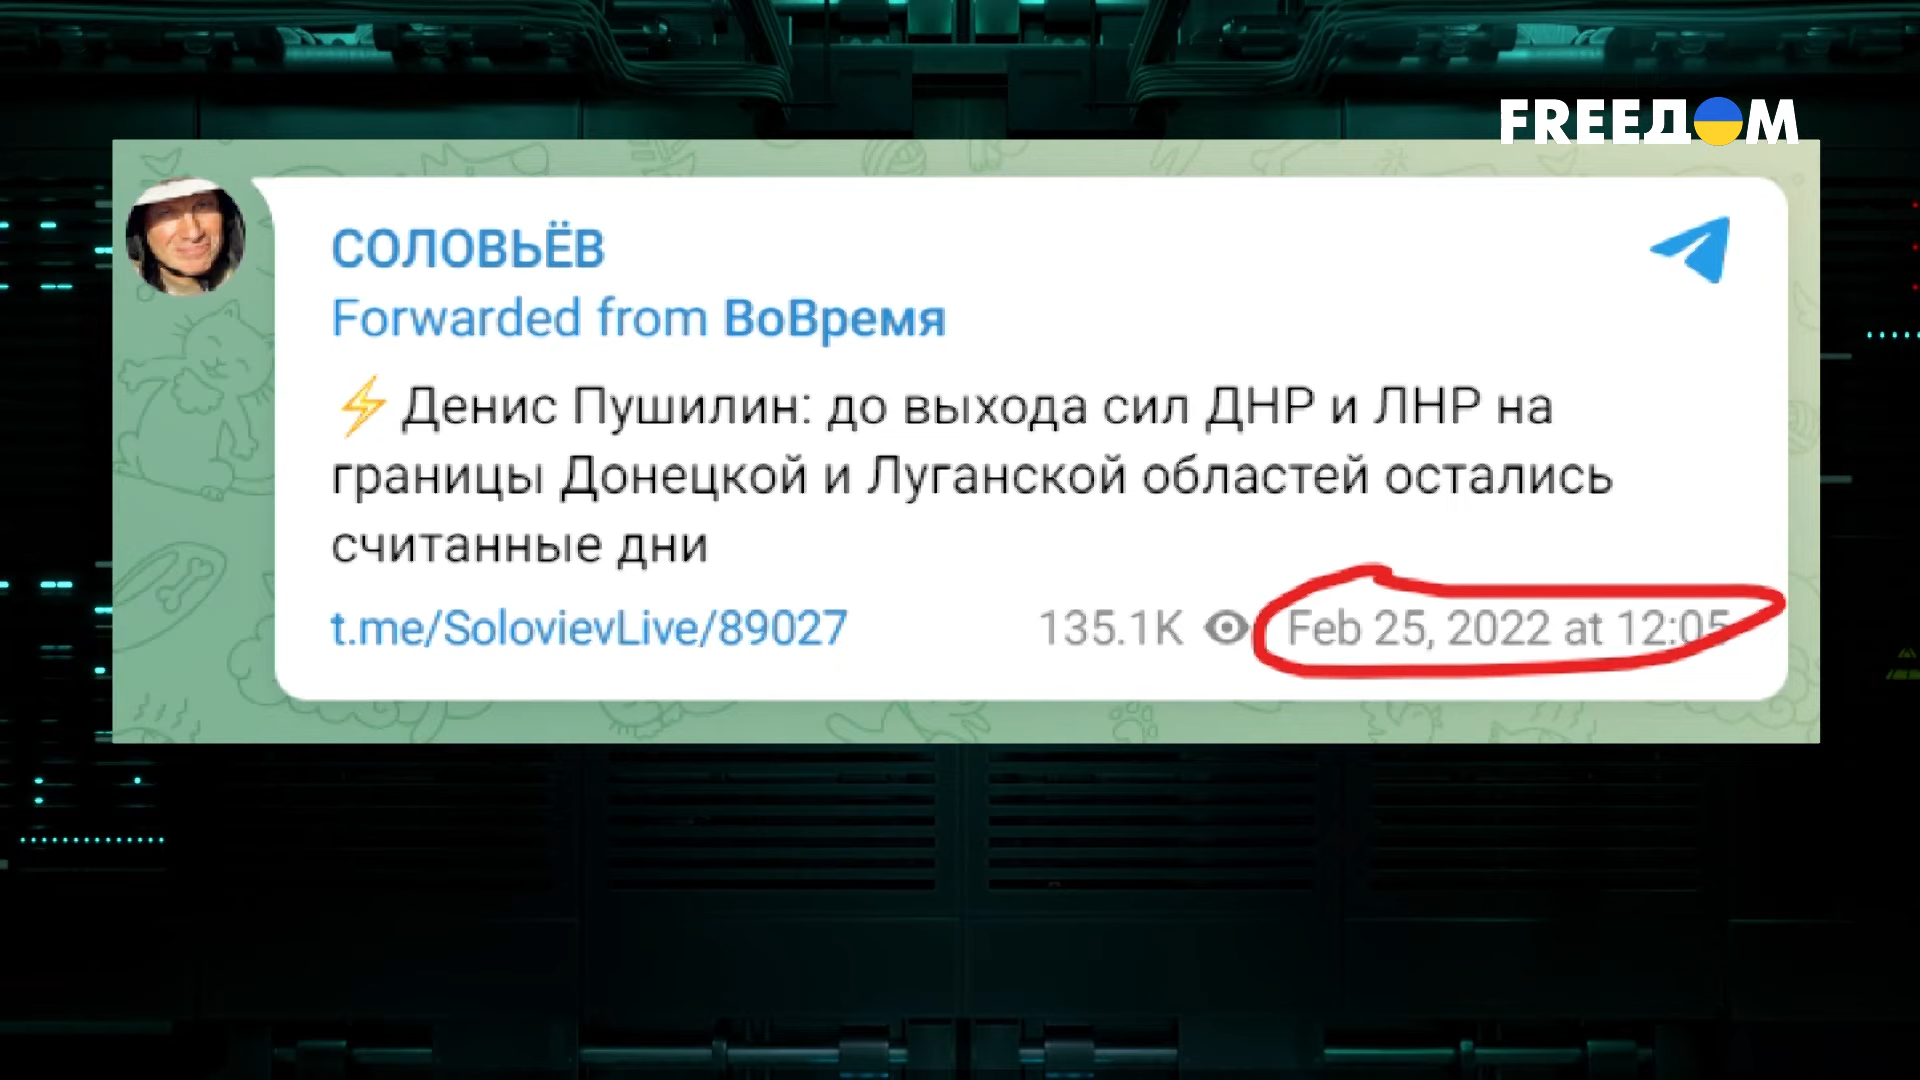 FREEДОМ
СОЛОВЬЁВ
Forwarded from ВоВремя
⚡ Денис Пушилин: до выхода сил ДНР и ЛНР на
границы Донецкой и Луганской областей остались
считанные дни
t.me/SolovievLive/89027 135.1K Feb 25, 2022 at 12:05